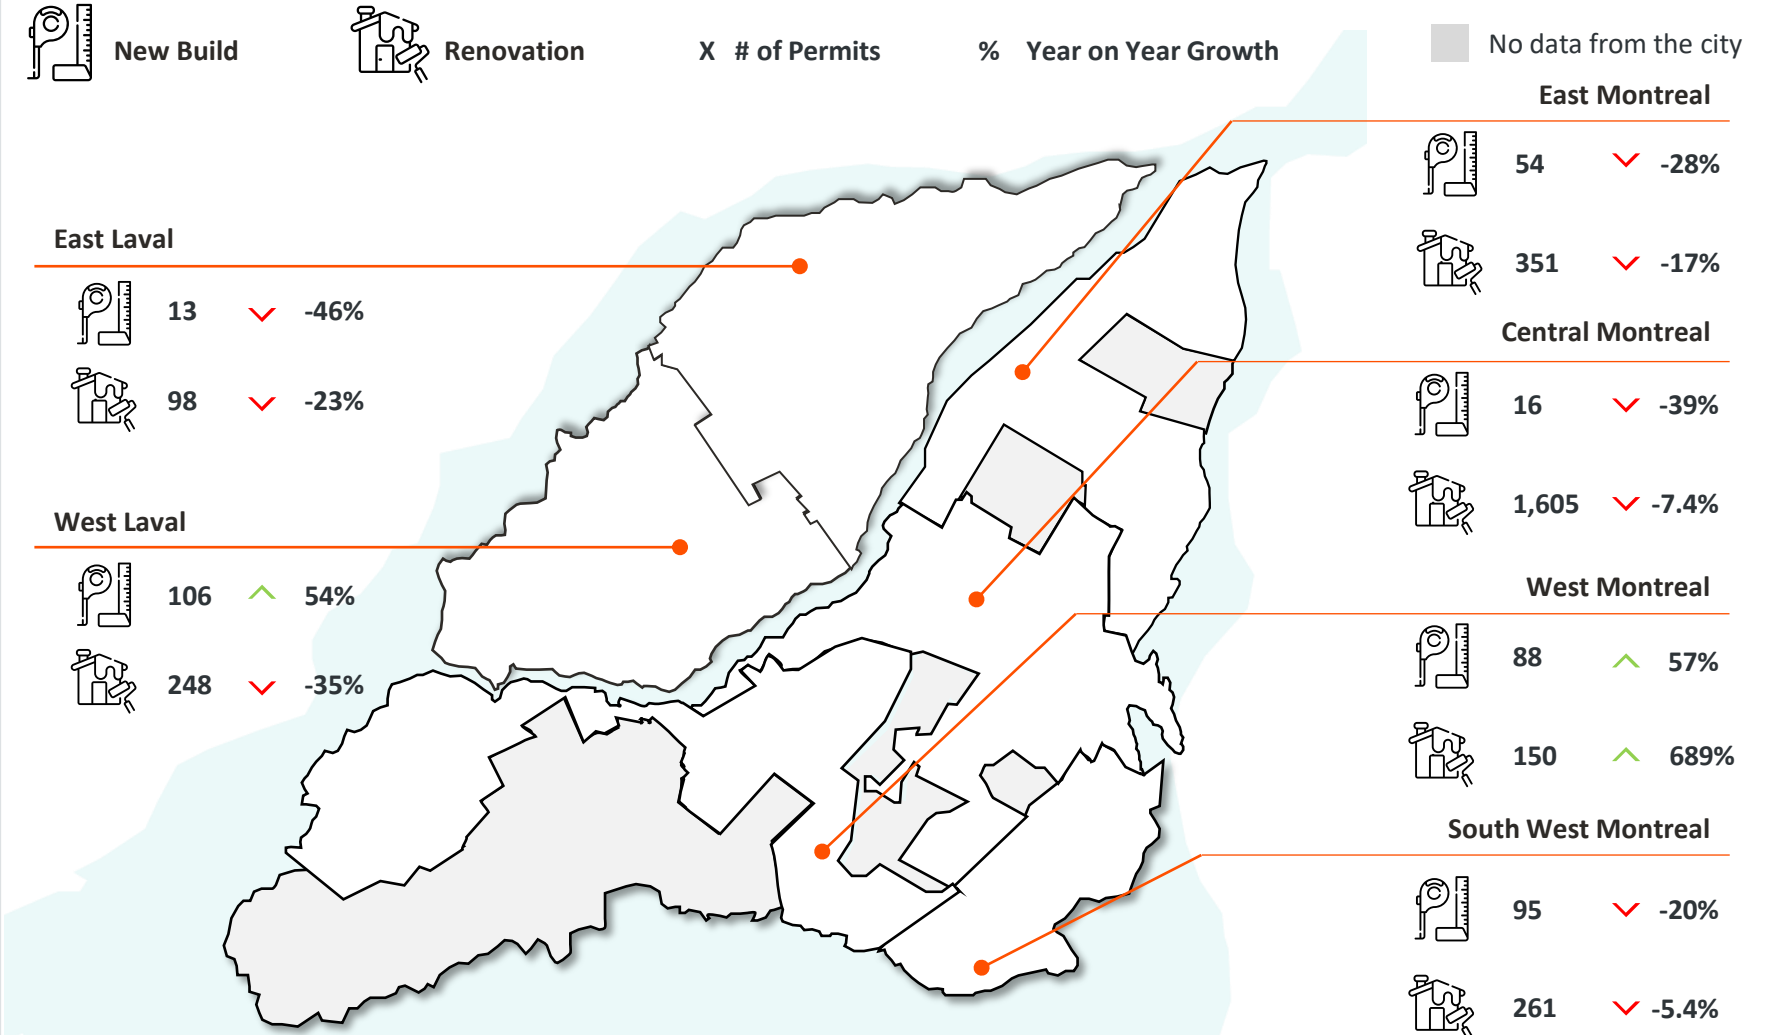 New Build
Renovation
X # of Permits
% Year on Year Growth
No data from the city
East Laval
13 -46%
98 -23%
West Laval
106 54%
248 -35%
East Montreal
54 -28%
351 -17%
Central Montreal
16 -39%
1,605 -7.4%
West Montreal
88 57%
150 689%
South West Montreal
95 -20%
261 -5.4%